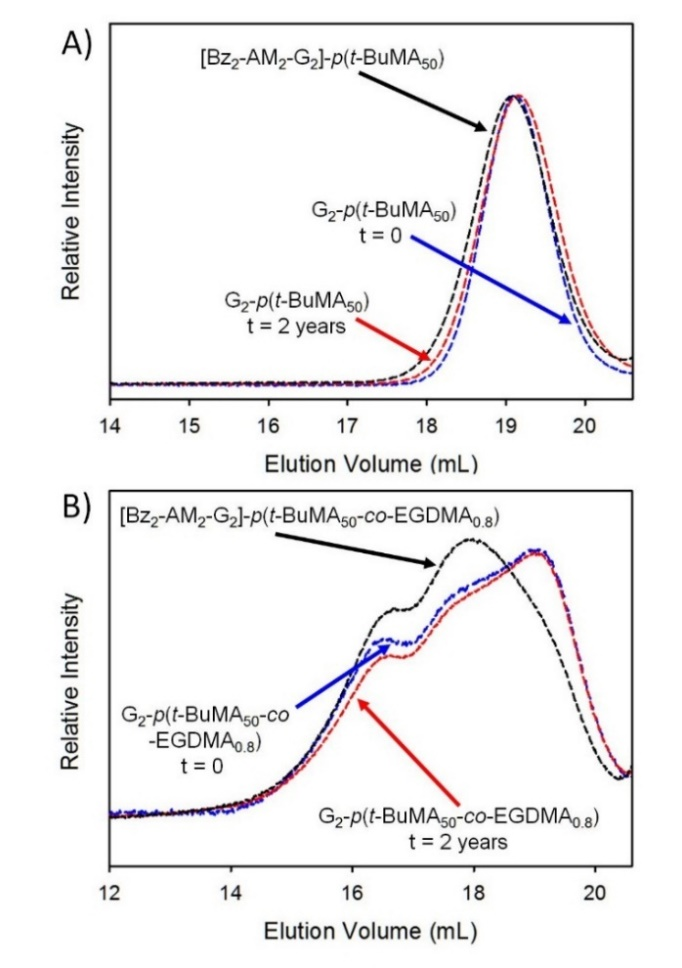 A)
[Bz₂-AM₂-G₂]-p(t-BuMA₅₀)
G₂-p(t-BuMA₅₀)
t = 0
G₂-p(t-BuMA₅₀)
t = 2 years
Relative Intensity
14 15 16 17 18 19 20
Elution Volume (mL)
B)
[Bz₂-AM₂-G₂]-p(t-BuMA₅₀-co-EGDMA₀.₈)
G₂-p(t-BuMA₅₀-co
-EGDMA₀.₈)
t = 0
G₂-p(t-BuMA₅₀-co-EGDMA₀.₈)
t = 2 years
Relative Intensity
12 14 16 18 20
Elution Volume (mL)